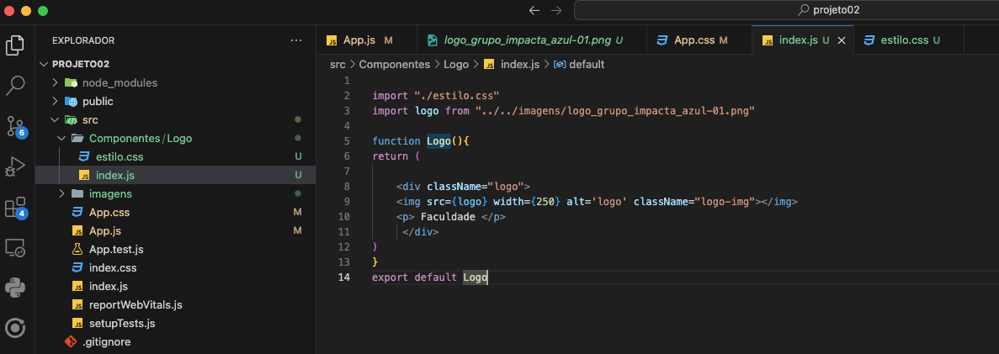 projeto02
EXPLORADOR
PROJETO02
node_modules
public
src
Componentes / Logo
estilo.css U
index.js U
imagens
App.css M
App.js M
App.test.js
index.css
index.js
reportWebVitals.js
setupTests.js
.gitignore
6
4
App.js M
logo_grupo_impacta_azul-01.png U
App.css M
index.js U
estilo.css U
src > Componentes > Logo > index.js > default
1
2 import "./estilo.css"
3 import logo from "../../imagens/logo_grupo_impacta_azul-01.png"
4
5 function Logo(){
6 return (
7
8 <div className="logo">
9 <img src={logo} width={250} alt='logo' className="logo-img"></img>
10 <p> Faculdade </p>
11 </div>
12 )
13 }
14 export default Logo